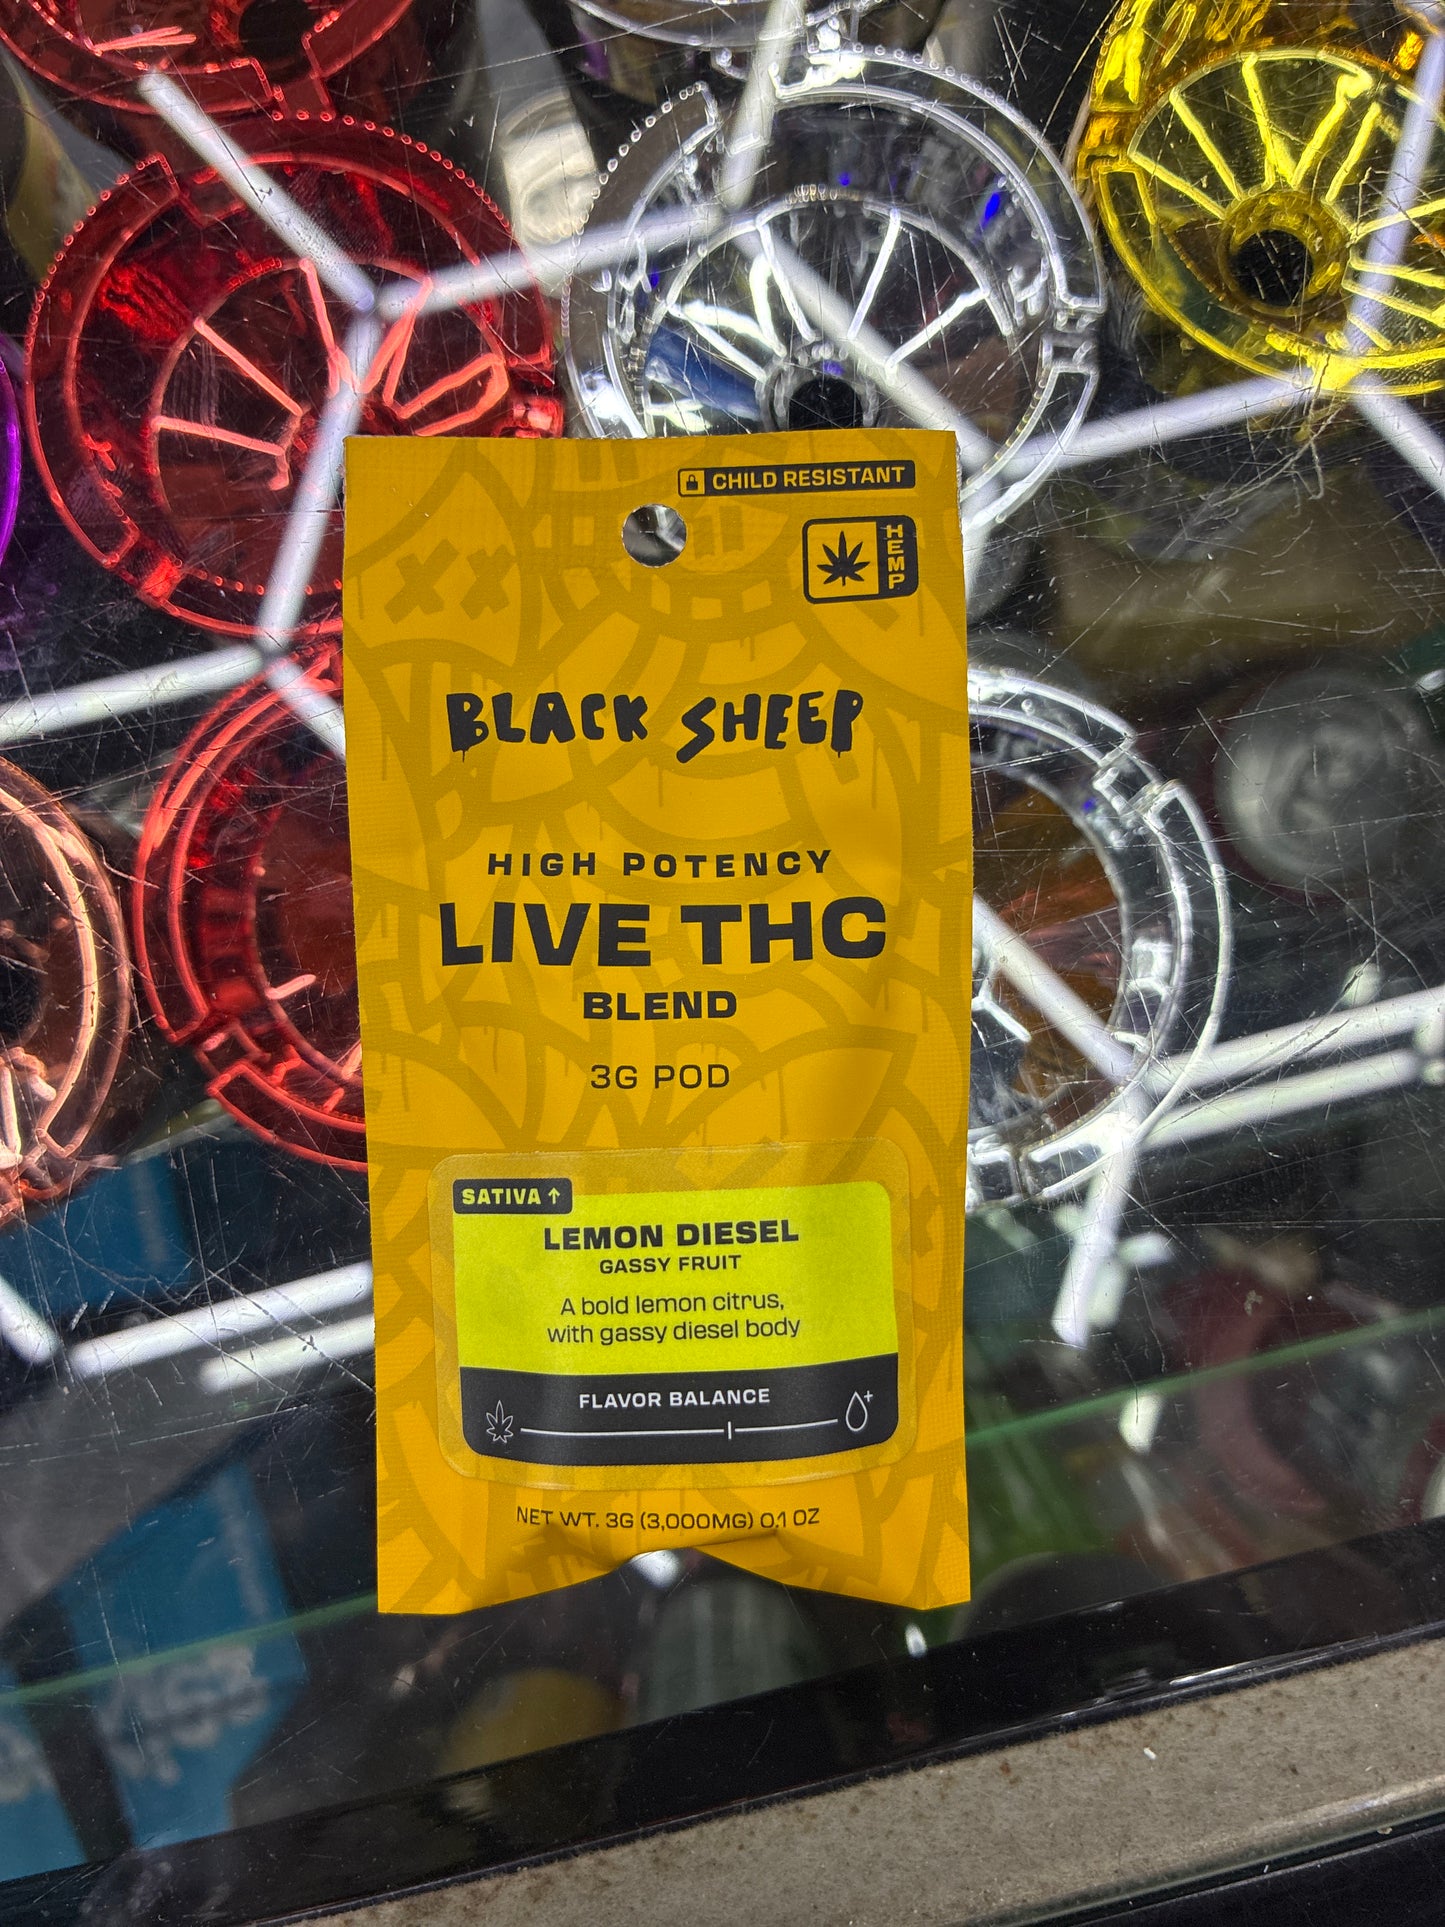 CHILD RESISTANT
HEMP
BLACK SHEEP
HIGH POTENCY
LIVE THC
BLEND
3G POD
SATIVA ↑
LEMON DIESEL
GASSY FRUIT
A bold lemon citrus,
with gassy diesel body
FLAVOR BALANCE
NET WT. 3G (3,000MG) 0.1 OZ